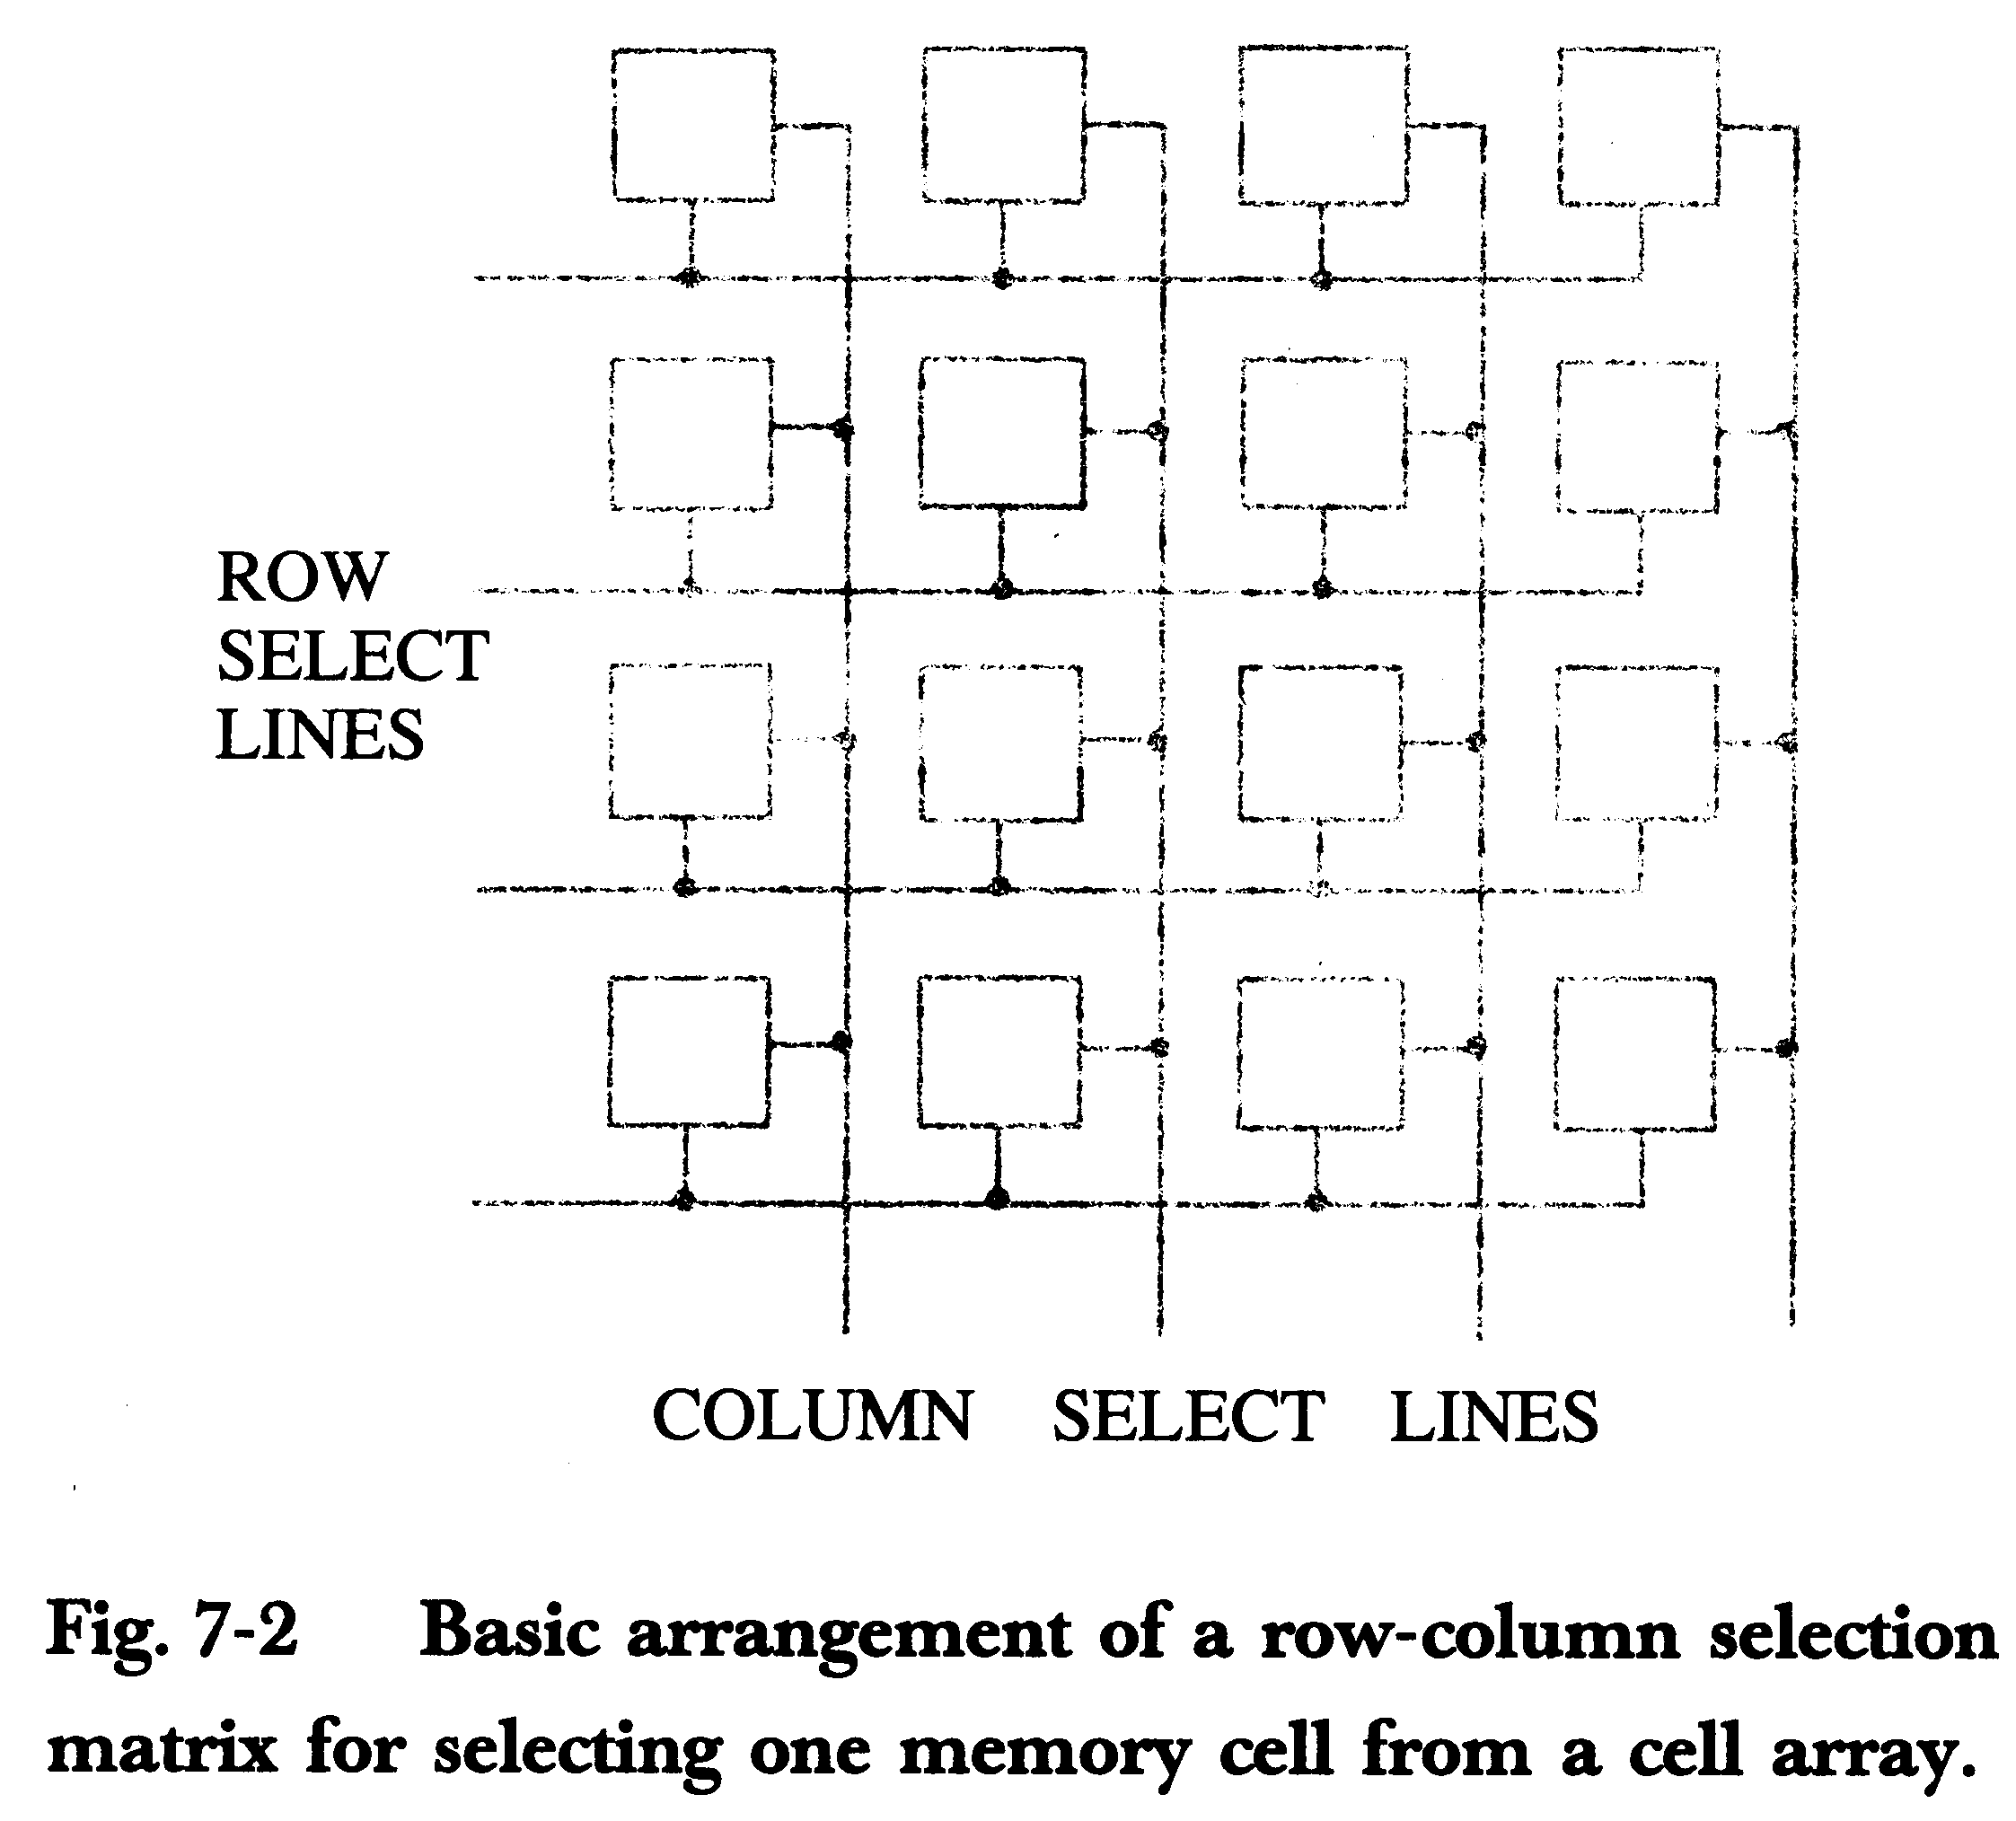 ROW
SELECT
LINES
COLUMN SELECT LINES
Fig. 7-2 Basic arrangement of a row-column selection
matrix for selecting one memory cell from a cell array.